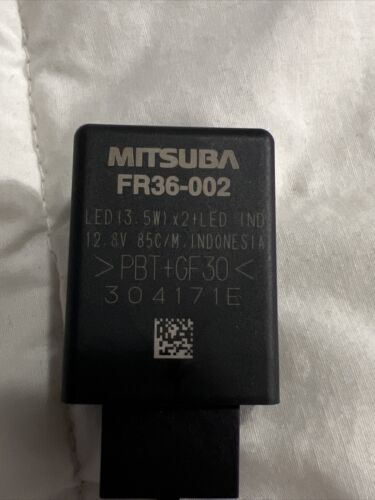 MITSUBA
FR36-002
LED(3.5W)x2+LED IND
12.8V 85C/M.INDONESIA
>PBT+GF30<
304171E